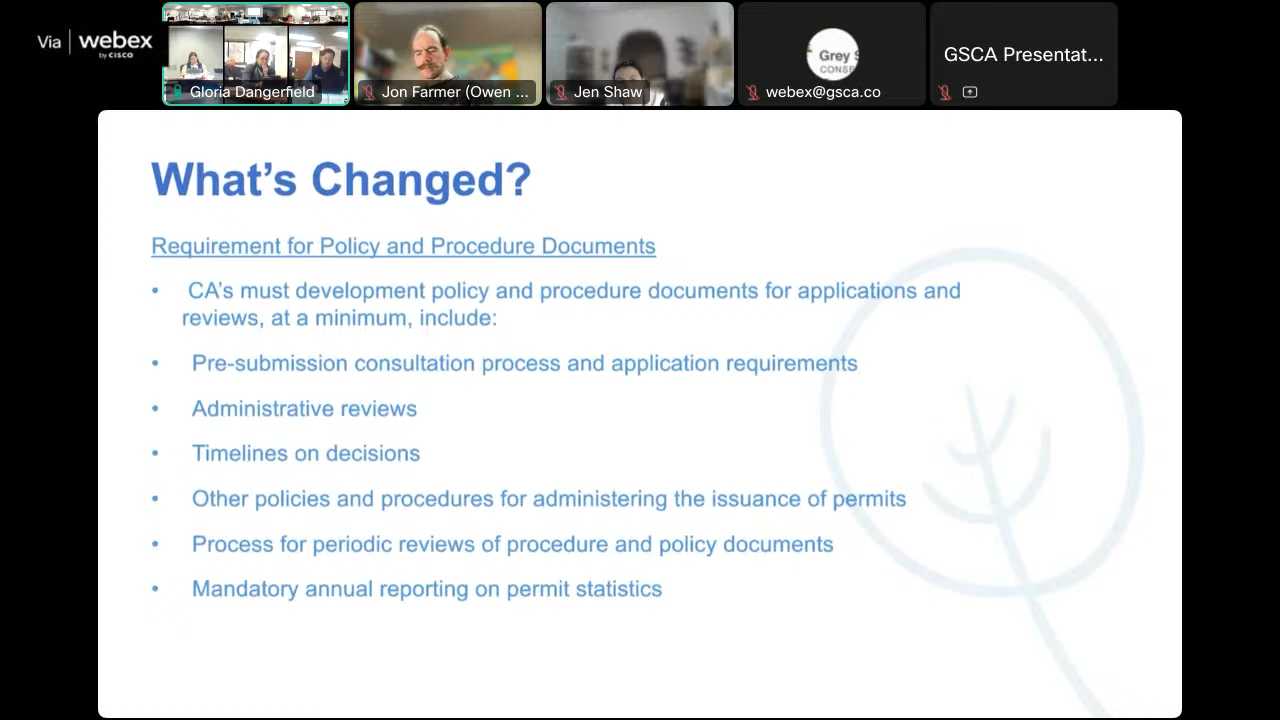 Via webex
by CISCO
Gloria Dangerfield
Jon Farmer (Owen ...
Jen Shaw
Grey S
CONSE
webex@gsca.co
GSCA Presentat...
What's Changed?
Requirement for Policy and Procedure Documents
• CA's must development policy and procedure documents for applications and
reviews, at a minimum, include:
• Pre-submission consultation process and application requirements
• Administrative reviews
• Timelines on decisions
• Other policies and procedures for administering the issuance of permits
• Process for periodic reviews of procedure and policy documents
• Mandatory annual reporting on permit statistics